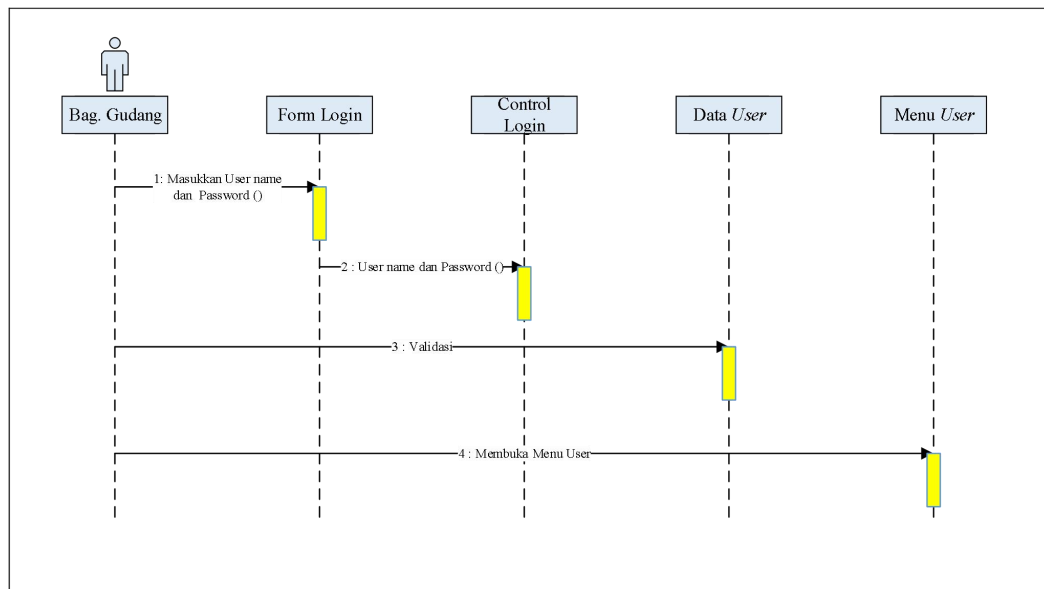 Bag. Gudang
Form Login
Control
Login
Data User
Menu User
1: Masukkan User name
dan Password ()
2 : User name dan Password ()
3 : Validasi
4 : Membuka Menu User